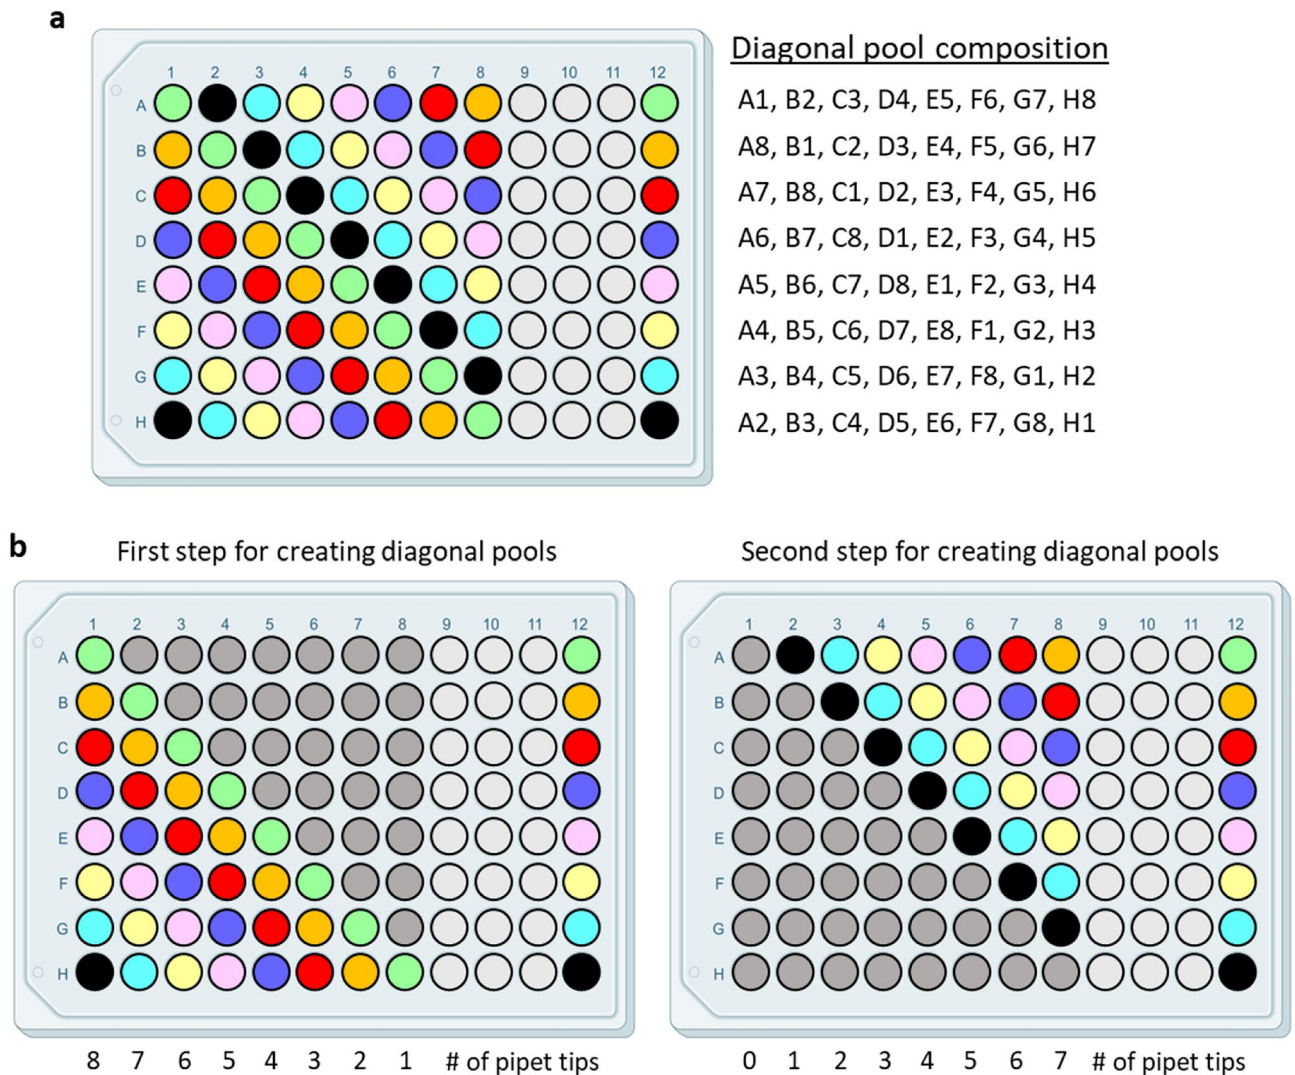 a
Diagonal pool composition
1 2 3 4 5 6 7 8 9 10 11 12
A
B
C
D
E
F
G
H
A1, B2, C3, D4, E5, F6, G7, H8
A8, B1, C2, D3, E4, F5, G6, H7
A7, B8, C1, D2, E3, F4, G5, H6
A6, B7, C8, D1, E2, F3, G4, H5
A5, B6, C7, D8, E1, F2, G3, H4
A4, B5, C6, D7, E8, F1, G2, H3
A3, B4, C5, D6, E7, F8, G1, H2
A2, B3, C4, D5, E6, F7, G8, H1
b
First step for creating diagonal pools
1 2 3 4 5 6 7 8 9 10 11 12
A
B
C
D
E
F
G
H
8 7 6 5 4 3 2 1 # of pipet tips
Second step for creating diagonal pools
1 2 3 4 5 6 7 8 9 10 11 12
A
B
C
D
E
F
G
H
0 1 2 3 4 5 6 7 # of pipet tips